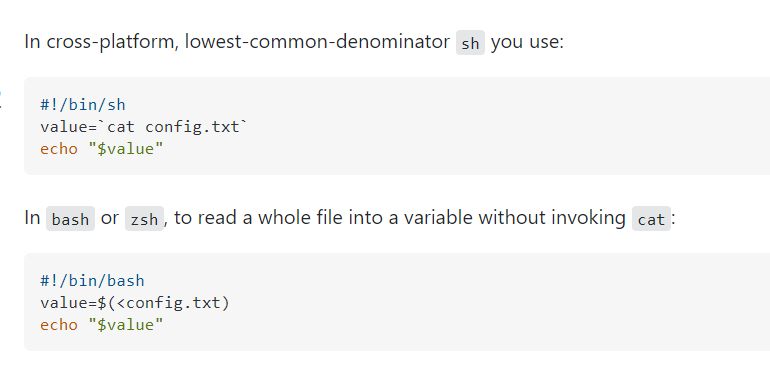 In cross-platform, lowest-common-denominator sh you use:
#!/bin/sh
value=`cat config.txt`
echo "$value"
In bash or zsh, to read a whole file into a variable without invoking cat:
#!/bin/bash
value=$(<config.txt)
echo "$value"